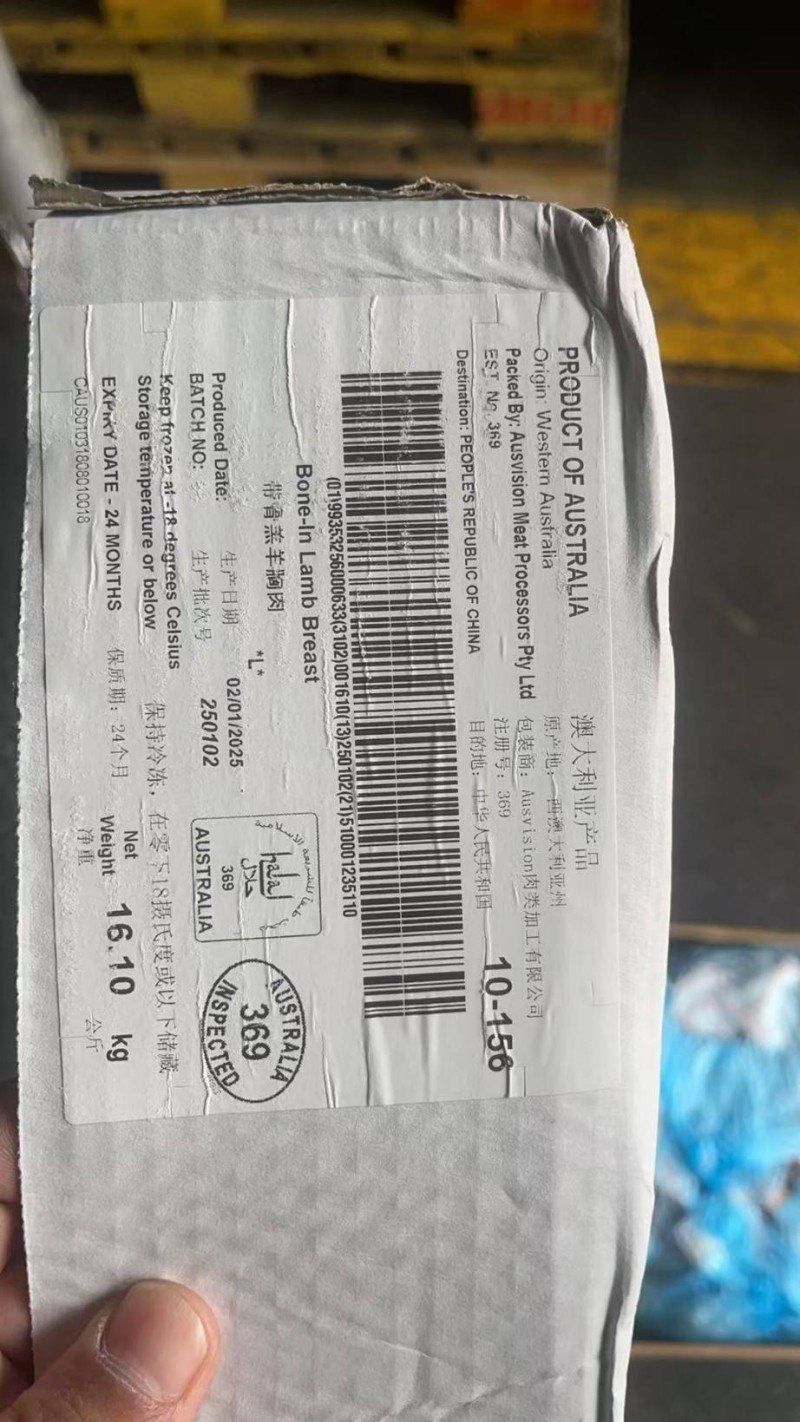 PRODUCT OF AUSTRALIA 澳大利亚产品
Origin: Western Australia 原产地: 西澳大利亚州
Packed By: Ausvision Meat Processors Pty Ltd 包装商: Ausvision肉类加工有限公司
EST No. 369 注册号: 369 10-156
Destination: PEOPLE'S REPUBLIC OF CHINA 目的地: 中华人民共和国
(01)99353256000633(3102)001610(13)250102(21)510001235110
Bone-In Lamb Breast
带骨羔羊胸肉
*L*
Produced Date: 生产日期 02/01/2025
BATCH NO: 生产批次号 250102
halal
حلال
369
AUSTRALIA
AUSTRALIA
369
INSPECTED
Keep frozen at -18 degrees Celsius
Storage temperature or below
保持冷冻, 在零下18摄氏度或以下储藏
EXPIRY DATE - 24 MONTHS 保质期: 24个月
Net Weight 16.10 kg
净重 公斤
CAUS01031808010018